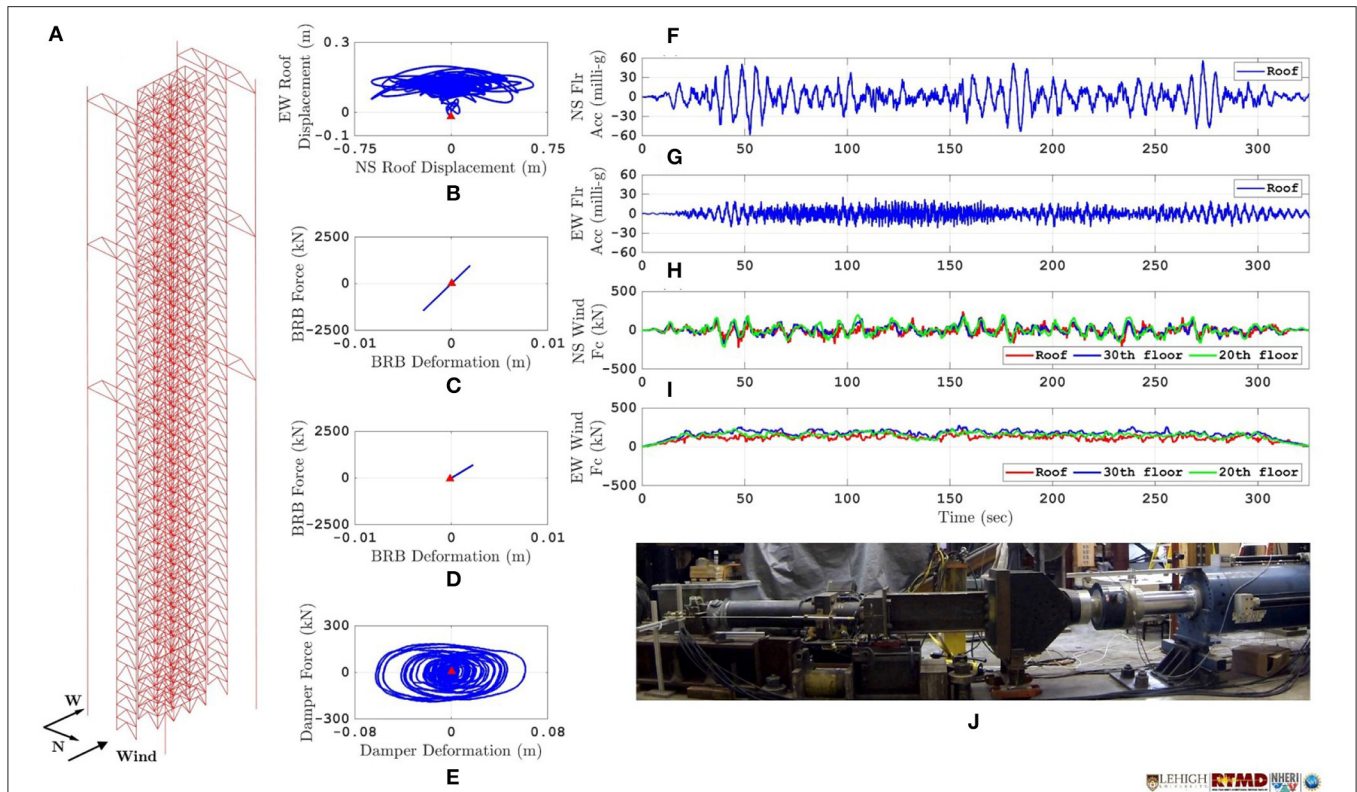 A
W
N
Wind
EW Roof
Displacement (m)
0.3
0
-0.1
-0.75
0
0.75
NS Roof Displacement (m)
B
BRB Force (kN)
2500
0
-2500
-0.01
0
0.01
BRB Deformation (m)
C
BRB Force (kN)
2500
0
-2500
-0.01
0
0.01
BRB Deformation (m)
D
Damper Force (kN)
300
0
-300
-0.08
0
0.08
Damper Deformation (m)
E
F
NS Flr
Acc (milli-g)
60
30
0
-30
-60
Roof
0 50 100 150 200 250 300
G
EW Flr
Acc (milli-g)
60
30
0
-30
-60
Roof
0 50 100 150 200 250 300
H
NS Wind
Fc (kN)
500
0
-500
Roof 30th floor 20th floor
0 50 100 150 200 250 300
I
EW Wind
Fc (kN)
500
0
-500
Roof 30th floor 20th floor
0 50 100 150 200 250 300
Time (sec)
J
LEHIGH
UNIVERSITY
RTMD
NHERI